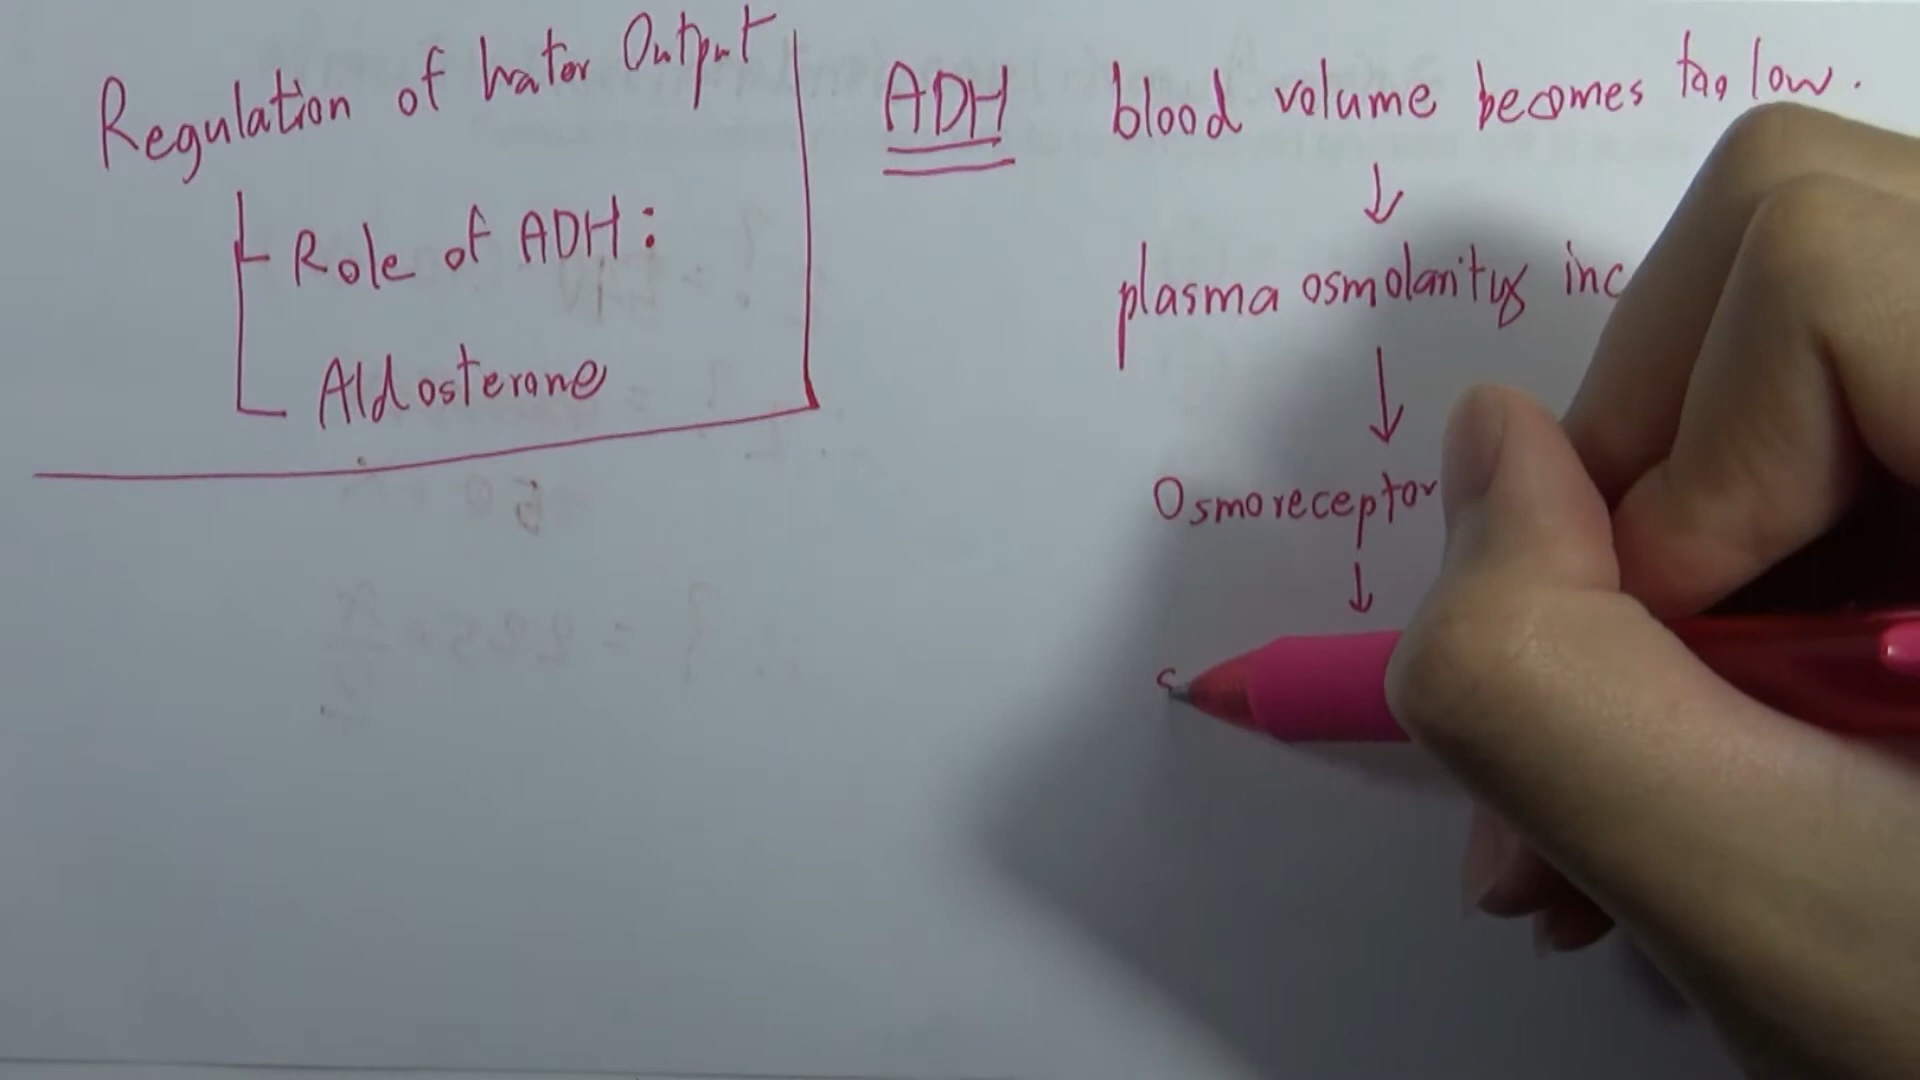 Regulation of Water Output
Role of ADH:
Aldosterone
ADH
blood volume becomes too low.
↓
plasma osmolarity inc
↓
Osmoreceptor
↓
s